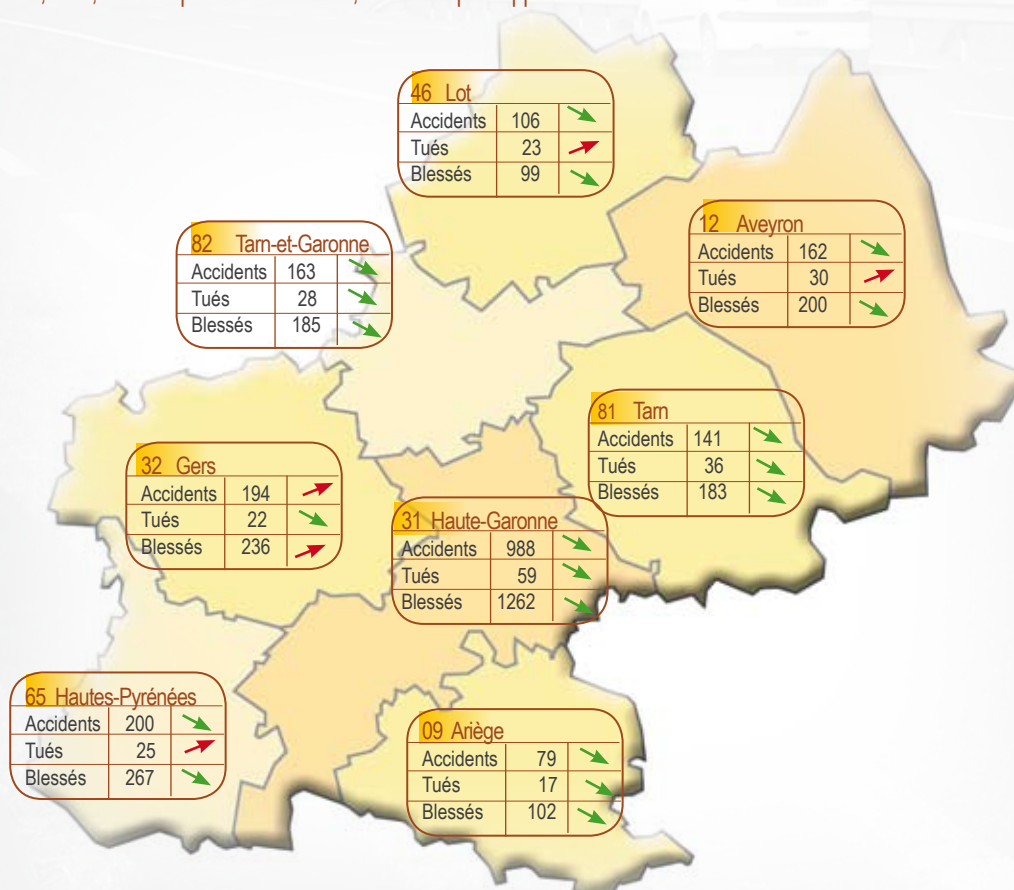 46 Lot
Accidents 106
Tués 23
Blessés 99
82 Tarn-et-Garonne
Accidents 163
Tués 28
Blessés 185
12 Aveyron
Accidents 162
Tués 30
Blessés 200
81 Tarn
Accidents 141
Tués 36
Blessés 183
32 Gers
Accidents 194
Tués 22
Blessés 236
31 Haute-Garonne
Accidents 988
Tués 59
Blessés 1262
65 Hautes-Pyrénées
Accidents 200
Tués 25
Blessés 267
09 Ariège
Accidents 79
Tués 17
Blessés 102